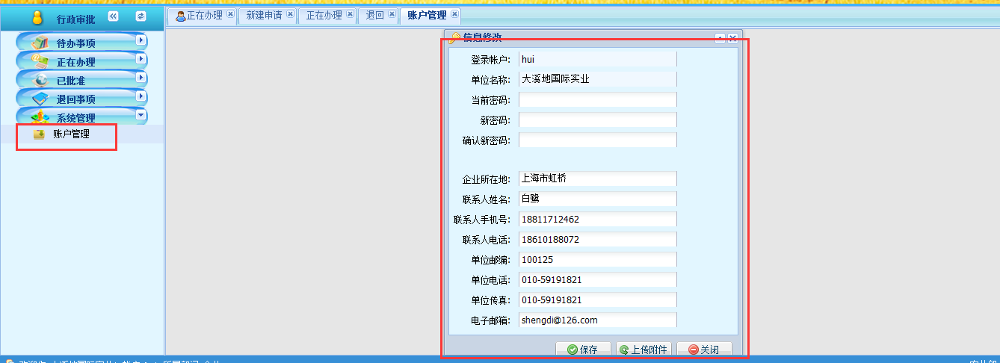 行政审批
正在办理 新建申请 正在办理 退回 账户管理
待办事项
正在办理
已批准
退回事项
系统管理
账户管理
信息修改
登录帐户: hui
单位名称: 大溪地国际实业
当前密码:
新密码:
确认新密码:
企业所在地: 上海市虹桥
联系人姓名: 白鹭
联系人手机号: 18811712462
联系人电话: 18610188072
单位邮编: 100125
单位电话: 010-59191821
单位传真: 010-59191821
电子邮箱: shengdi@126.com
保存 上传附件 关闭